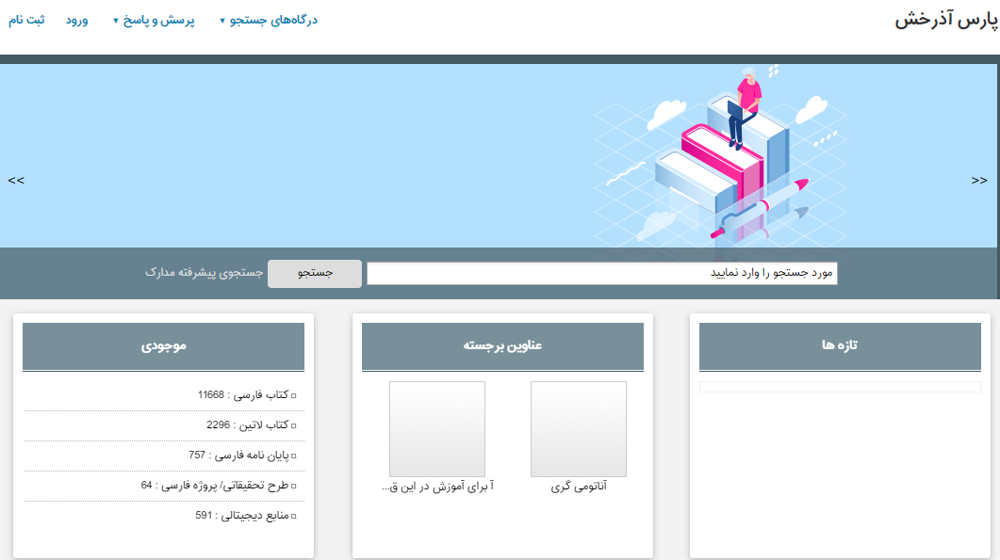 پارس آذرخش
درگاه‌های جستجو ▼ پرسش و پاسخ ▼ ورود ثبت نام
<< >>
مورد جستجو را وارد نمایید جستجو جستجوی پیشرفته مدارک
تازه ها
عناوین برجسته
آناتومی گری
آ برای آموزش در این ق...
موجودی
کتاب فارسی : 11668
کتاب لاتین : 2296
پایان نامه فارسی : 757
طرح تحقیقاتی/ پروژه فارسی : 64
منابع دیجیتالی : 591